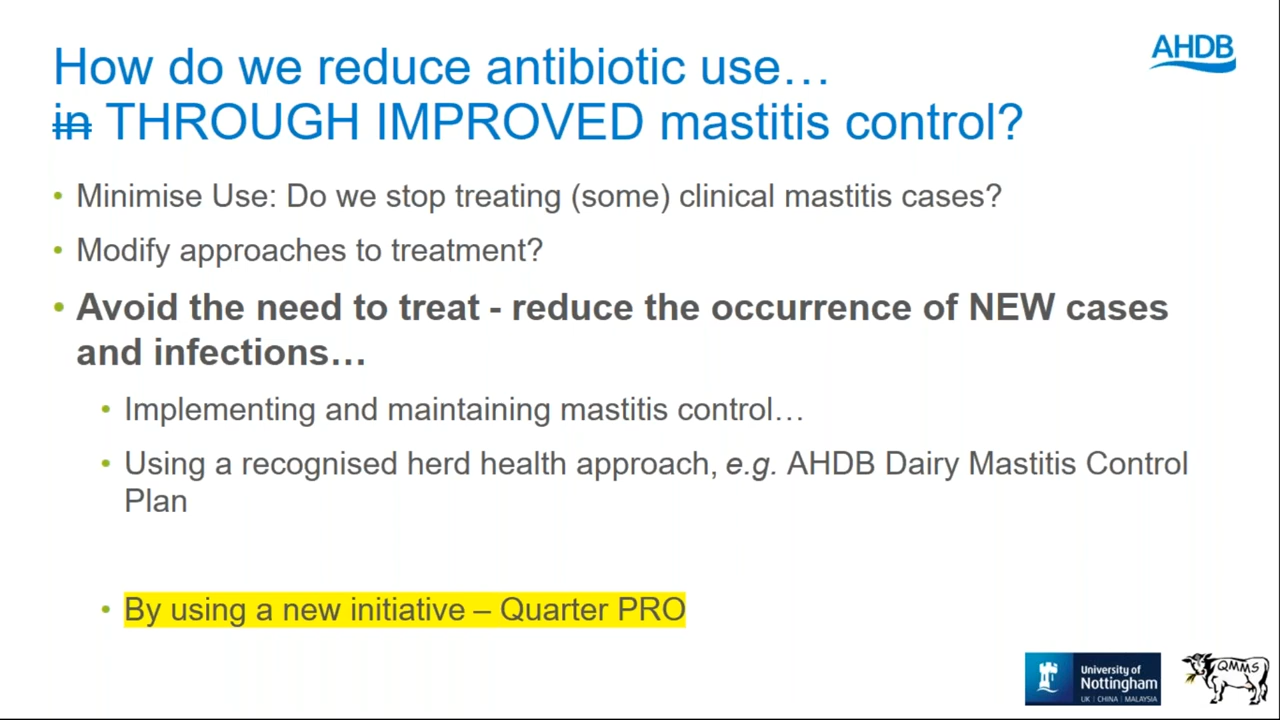 AHDB
How do we reduce antibiotic use…
in THROUGH IMPROVED mastitis control?
• Minimise Use: Do we stop treating (some) clinical mastitis cases?
• Modify approaches to treatment?
• Avoid the need to treat - reduce the occurrence of NEW cases
and infections…
• Implementing and maintaining mastitis control…
• Using a recognised herd health approach, e.g. AHDB Dairy Mastitis Control
Plan
• By using a new initiative – Quarter PRO
University of
Nottingham
UK | CHINA | MALAYSIA
QMMS